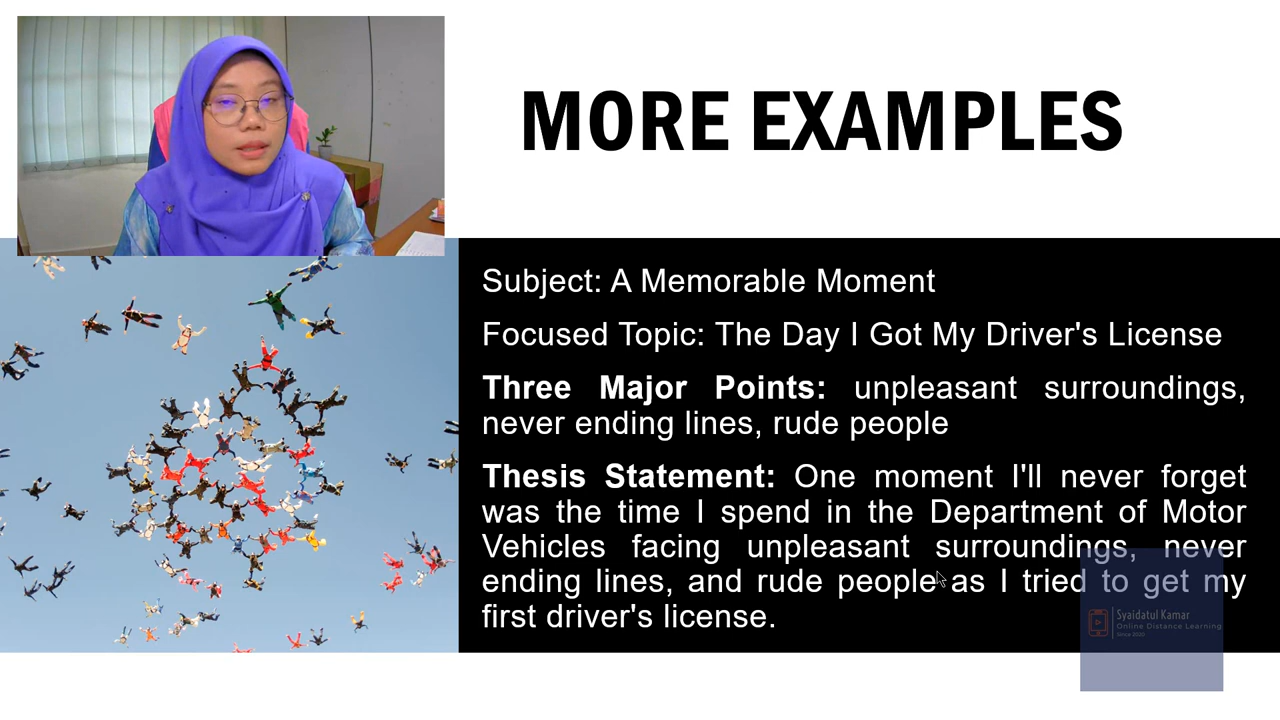 MORE EXAMPLES
Subject: A Memorable Moment
Focused Topic: The Day I Got My Driver's License
Three Major Points: unpleasant surroundings,
never ending lines, rude people
Thesis Statement: One moment I'll never forget
was the time I spend in the Department of Motor
Vehicles facing unpleasant surroundings, never
ending lines, and rude people as I tried to get my
first driver's license.
Syaidatul Kamar
Online Distance Learning
Since 2020